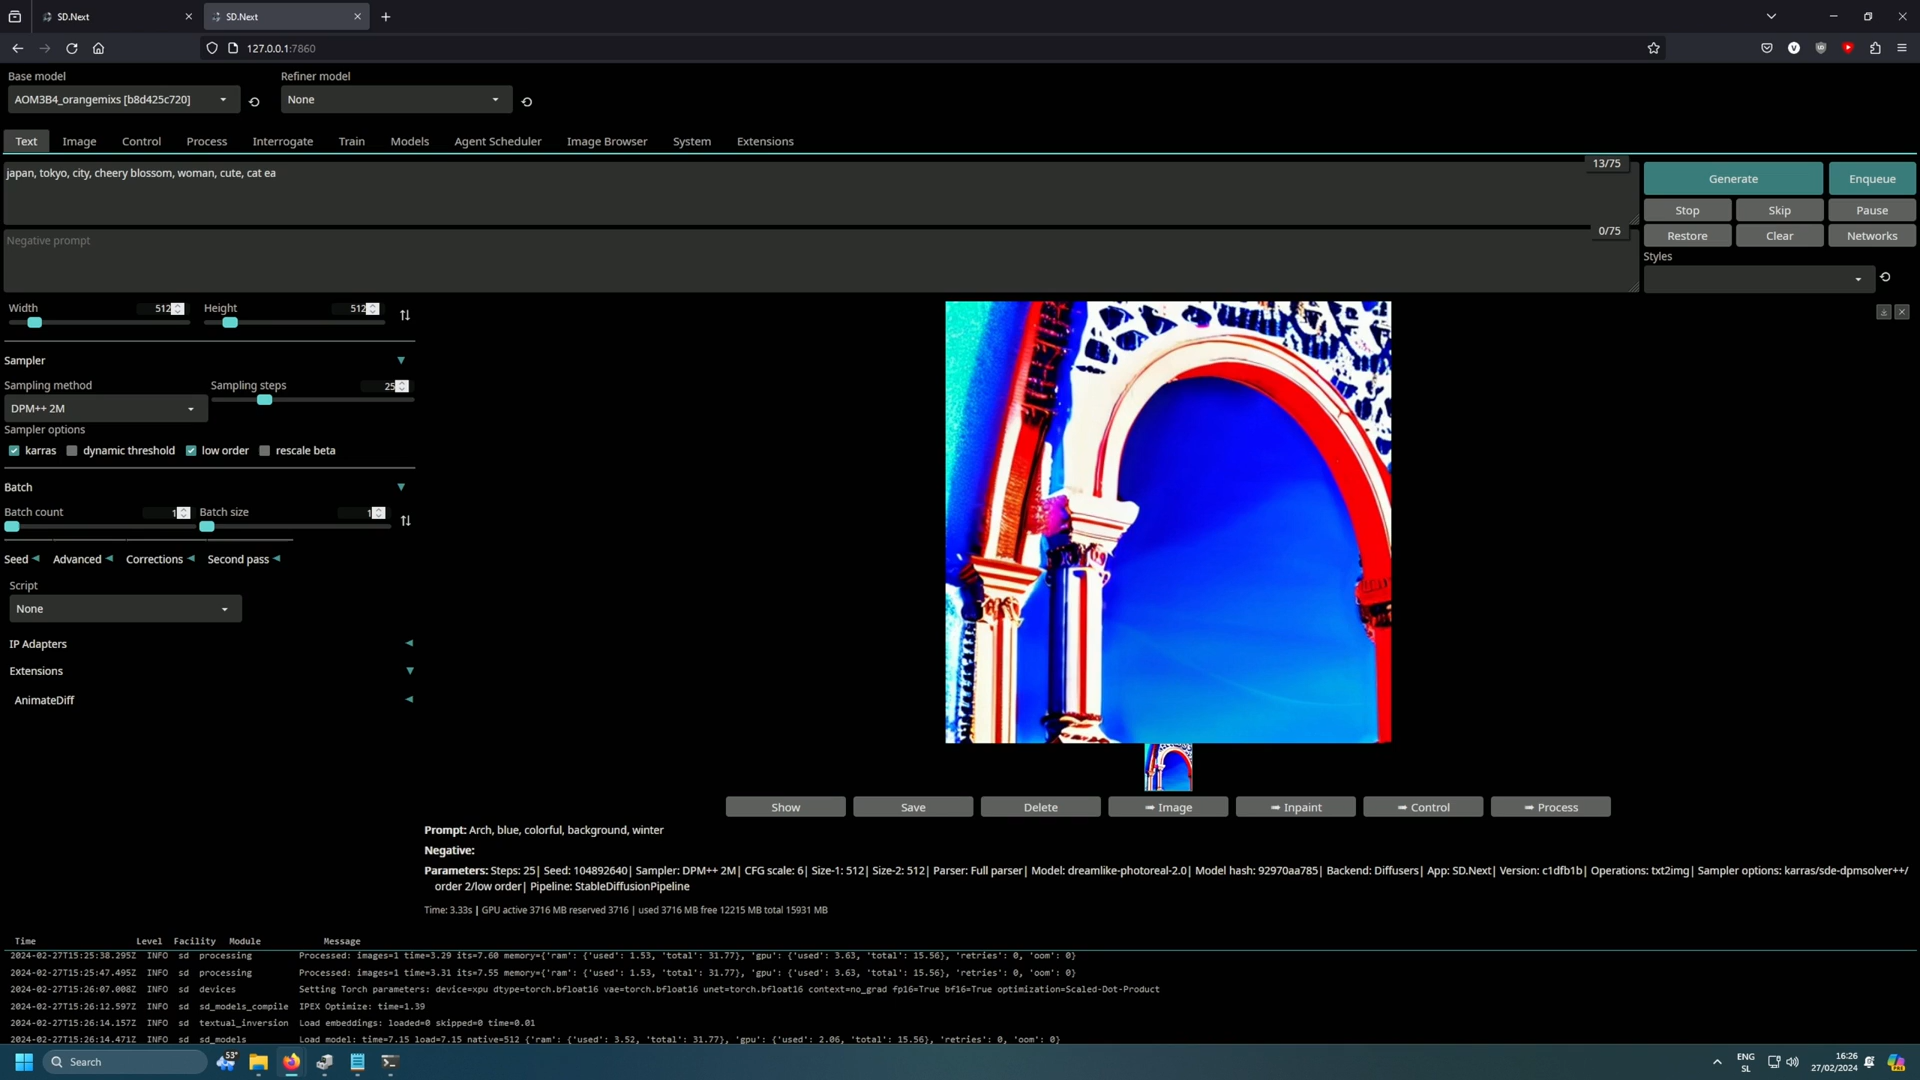 SD.Next
SD.Next
127.0.0.1:7860
Base model
Refiner model
AOM3B4_orangemixs [b8d425c720]
None
Text Image Control Process Interrogate Train Models Agent Scheduler Image Browser System Extensions
13/75
japan, tokyo, city, cheery blossom, woman, cute, cat ea
Generate Enqueue
Stop Skip Pause
0/75
Negative prompt
Restore Clear Networks
Styles
Width 512 Height 512
Sampler
Sampling method Sampling steps 25
DPM++ 2M
Sampler options
karras dynamic threshold low order rescale beta
Batch
Batch count 1 Batch size 1
Seed Advanced Corrections Second pass
Script
None
IP Adapters
Extensions
AnimateDiff
Show Save Delete ➠ Image ➠ Inpaint ➠ Control ➠ Process
Prompt: Arch, blue, colorful, background, winter
Negative:
Parameters: Steps: 25| Seed: 104892640| Sampler: DPM++ 2M| CFG scale: 6| Size-1: 512| Size-2: 512| Parser: Full parser| Model: dreamlike-photoreal-2.0| Model hash: 92970aa785| Backend: Diffusers| App: SD.Next| Version: c1dfb1b| Operations: txt2img| Sampler options: karras/sde-dpmsolver++/
order 2/low order| Pipeline: StableDiffusionPipeline
Time: 3.33s | GPU active 3716 MB reserved 3716 | used 3716 MB free 12215 MB total 15931 MB
Time Level Facility Module Message
2024-02-27T15:25:38.295Z INFO sd processing Processed: images=1 time=3.29 its=7.60 memory={'ram': {'used': 1.53, 'total': 31.77}, 'gpu': {'used': 3.63, 'total': 15.56}, 'retries': 0, 'oom': 0}
2024-02-27T15:25:47.495Z INFO sd processing Processed: images=1 time=3.31 its=7.55 memory={'ram': {'used': 1.53, 'total': 31.77}, 'gpu': {'used': 3.63, 'total': 15.56}, 'retries': 0, 'oom': 0}
2024-02-27T15:26:07.008Z INFO sd devices Setting Torch parameters: device=xpu dtype=torch.bfloat16 vae=torch.bfloat16 unet=torch.bfloat16 context=no_grad fp16=True bf16=True optimization=Scaled-Dot-Product
2024-02-27T15:26:12.597Z INFO sd sd_models_compile IPEX Optimize: time=1.39
2024-02-27T15:26:14.157Z INFO sd textual_inversion Load embeddings: loaded=0 skipped=0 time=0.01
2024-02-27T15:26:14.471Z INFO sd sd_models Load model: time=7.15 load=7.15 native=512 {'ram': {'used': 3.52, 'total': 31.77}, 'gpu': {'used': 2.06, 'total': 15.56}, 'retries': 0, 'oom': 0}
Search
53°
ENG
SL
16:26
27/02/2024